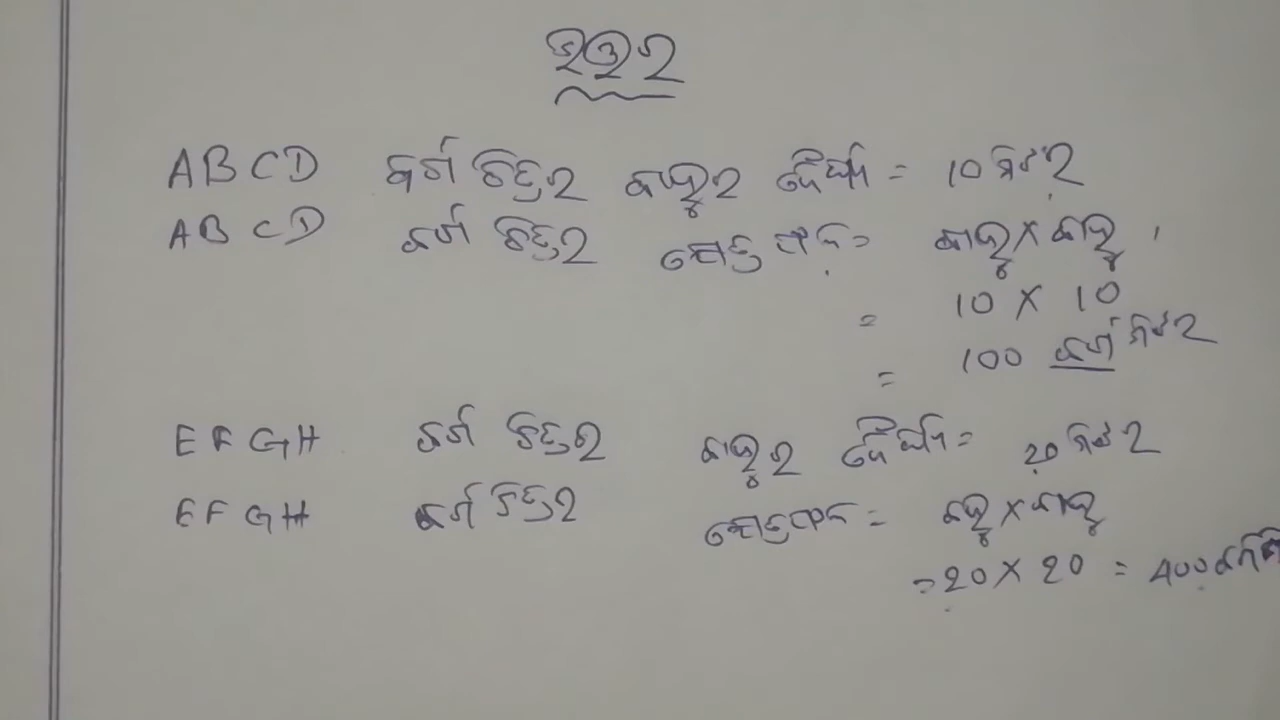 ଉତ୍ତର
ABCD ବର୍ଗ ଚିତ୍ରର ବାହୁର ଦୈର୍ଘ୍ୟ = 10 ମିଟର
ABCD ବର୍ଗ ଚିତ୍ରର କ୍ଷେତ୍ରଫଳ = ବାହୁ × ବାହୁ
= 10 × 10
= 100 ବର୍ଗ ମିଟର
EFGH ବର୍ଗ ଚିତ୍ରର ବାହୁର ଦୈର୍ଘ୍ୟ = 20 ମିଟର
EFGH ବର୍ଗ ଚିତ୍ରର କ୍ଷେତ୍ରଫଳ = ବାହୁ × ବାହୁ
= 20 × 20 = 400